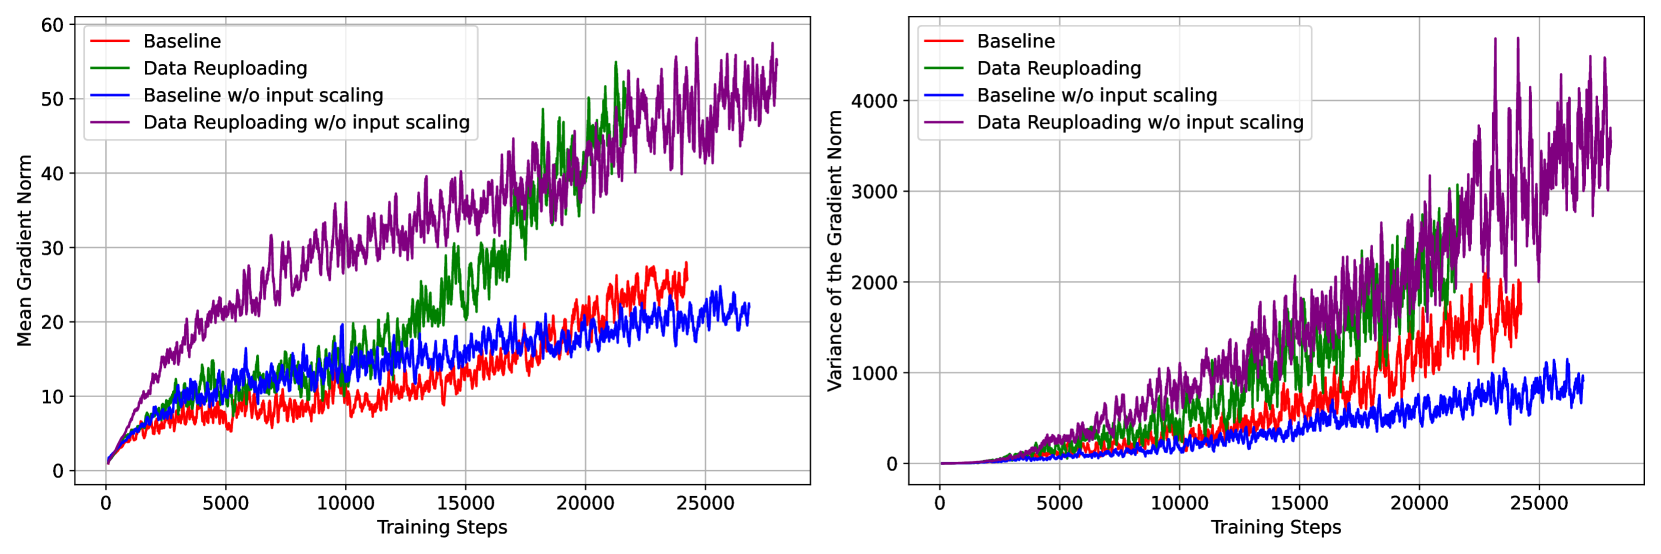 60
50
40
30
20
10
0
Mean Gradient Norm
Baseline
Data Reuploading
Baseline w/o input scaling
Data Reuploading w/o input scaling
0 5000 10000 15000 20000 25000
Training Steps
4000
3000
2000
1000
0
Variance of the Gradient Norm
Baseline
Data Reuploading
Baseline w/o input scaling
Data Reuploading w/o input scaling
0 5000 10000 15000 20000 25000
Training Steps